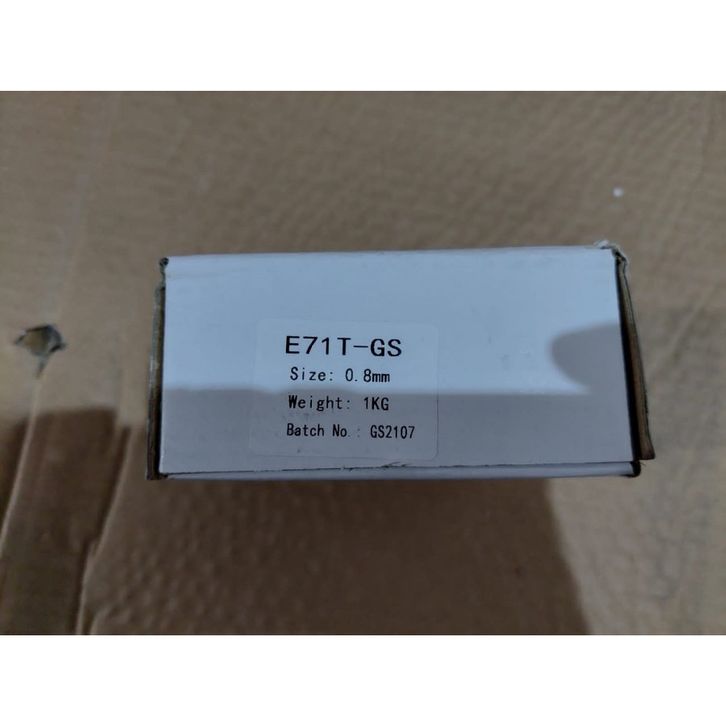 E71T-GS
Size: 0.8mm
Weight: 1KG
Batch No.: GS2107